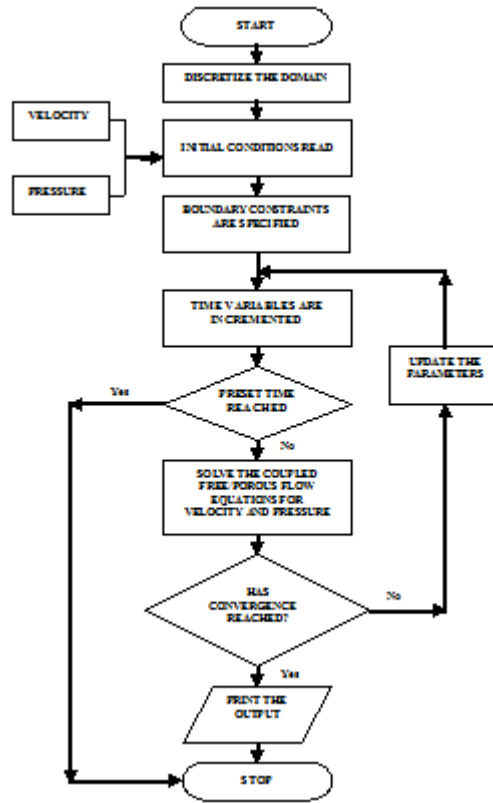 START
DISCRETIZE THE DOMAIN
VELOCITY
INITIAL CONDITIONS READ
PRESSURE
BOUNDARY CONSTRAINTS
ARE SPECIFIED
TIME VARIABLES ARE
INCREMENTED
UPDATE THE
PARAMETERS
Yes
PRESET TIME
REACHED
No
SOLVE THE COUPLED
FREE/POROUS FLOW
EQUATIONS FOR
VELOCITY AND PRESSURE
HAS
CONVERGENCE
REACHED?
No
Yes
PRINT THE
OUTPUT
STOP